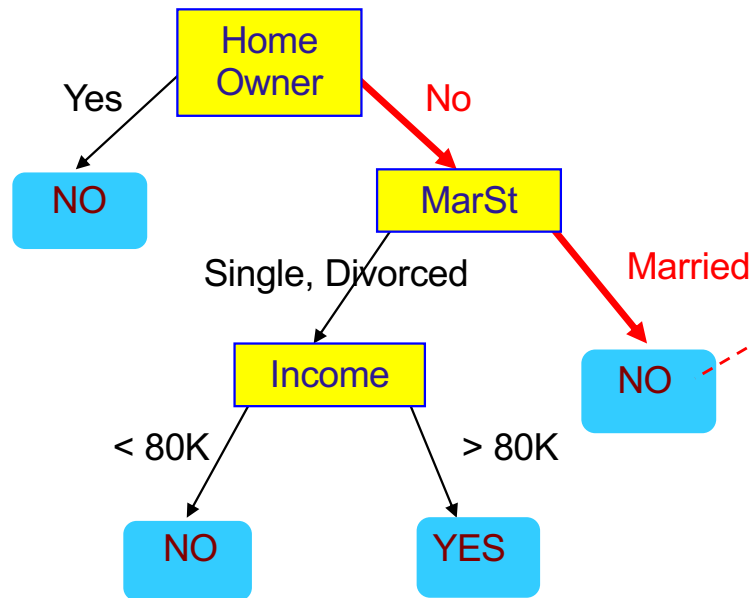 Home
Owner
Yes
No
NO
MarSt
Single, Divorced
Married
Income
NO
< 80K
> 80K
NO
YES